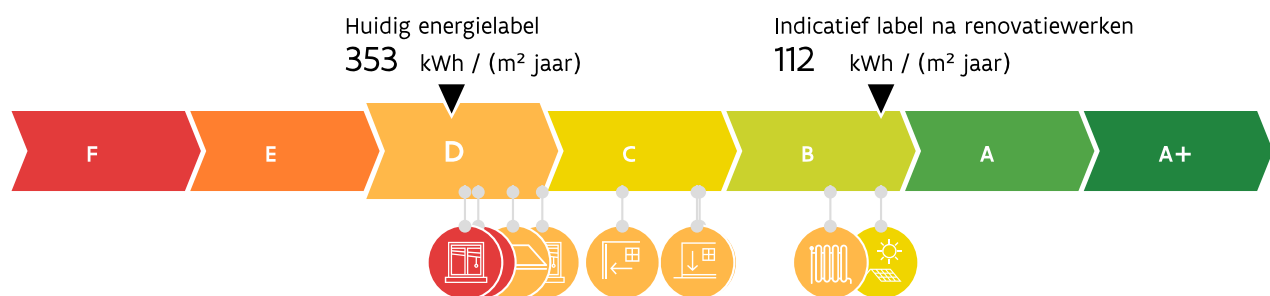 Huidig energielabel
353 kWh / (m² jaar)
Indicatief label na renovatiewerken
112 kWh / (m² jaar)
F E D C B A A+